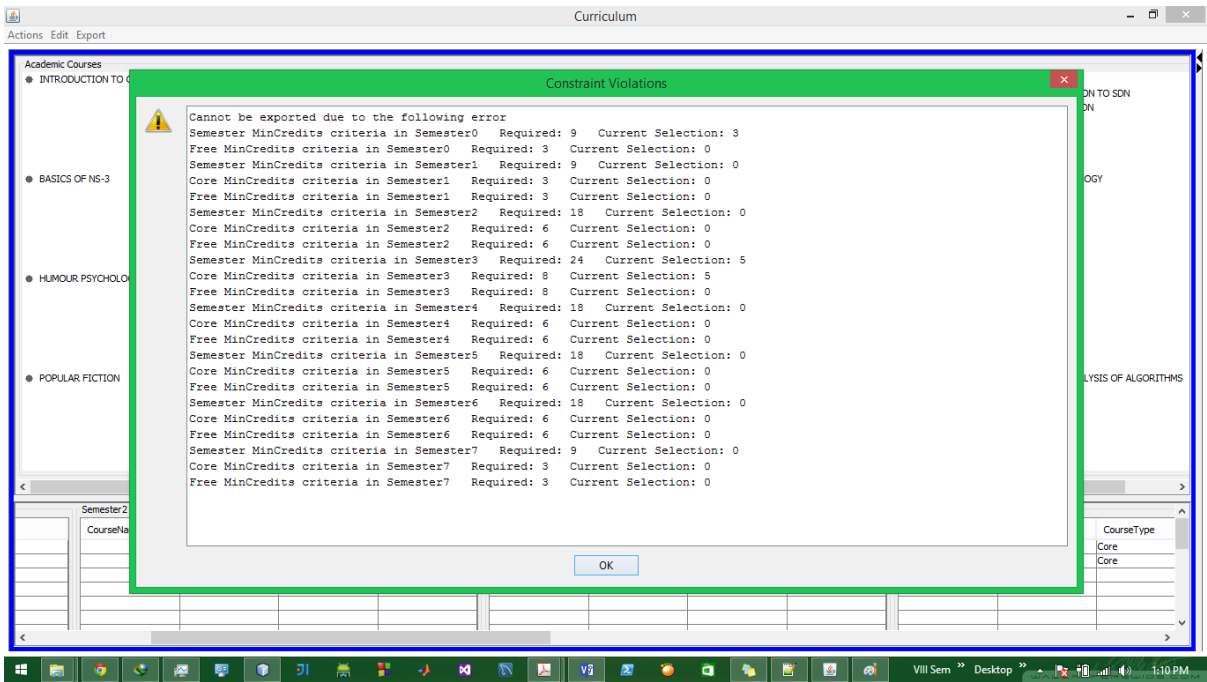 Curriculum
Actions Edit Export
Academic Courses
INTRODUCTION TO
BASICS OF NS-3
HUMOUR PSYCHOLO
POPULAR FICTION
ON TO SDN
ON
OGY
LYSIS OF ALGORITHMS
Constraint Violations
Cannot be exported due to the following error
Semester MinCredits criteria in Semester0 Required: 9 Current Selection: 3
Free MinCredits criteria in Semester0 Required: 3 Current Selection: 0
Semester MinCredits criteria in Semester1 Required: 9 Current Selection: 0
Core MinCredits criteria in Semester1 Required: 3 Current Selection: 0
Free MinCredits criteria in Semester1 Required: 3 Current Selection: 0
Semester MinCredits criteria in Semester2 Required: 18 Current Selection: 0
Core MinCredits criteria in Semester2 Required: 6 Current Selection: 0
Free MinCredits criteria in Semester2 Required: 6 Current Selection: 0
Semester MinCredits criteria in Semester3 Required: 24 Current Selection: 5
Core MinCredits criteria in Semester3 Required: 8 Current Selection: 5
Free MinCredits criteria in Semester3 Required: 8 Current Selection: 0
Semester MinCredits criteria in Semester4 Required: 18 Current Selection: 0
Core MinCredits criteria in Semester4 Required: 6 Current Selection: 0
Free MinCredits criteria in Semester4 Required: 6 Current Selection: 0
Semester MinCredits criteria in Semester5 Required: 18 Current Selection: 0
Core MinCredits criteria in Semester5 Required: 6 Current Selection: 0
Free MinCredits criteria in Semester5 Required: 6 Current Selection: 0
Semester MinCredits criteria in Semester6 Required: 18 Current Selection: 0
Core MinCredits criteria in Semester6 Required: 6 Current Selection: 0
Free MinCredits criteria in Semester6 Required: 6 Current Selection: 0
Semester MinCredits criteria in Semester7 Required: 9 Current Selection: 0
Core MinCredits criteria in Semester7 Required: 3 Current Selection: 0
Free MinCredits criteria in Semester7 Required: 3 Current Selection: 0
OK
Semester2
CourseNa
CourseType
Core
Core
VIII Sem
Desktop
1:10 PM